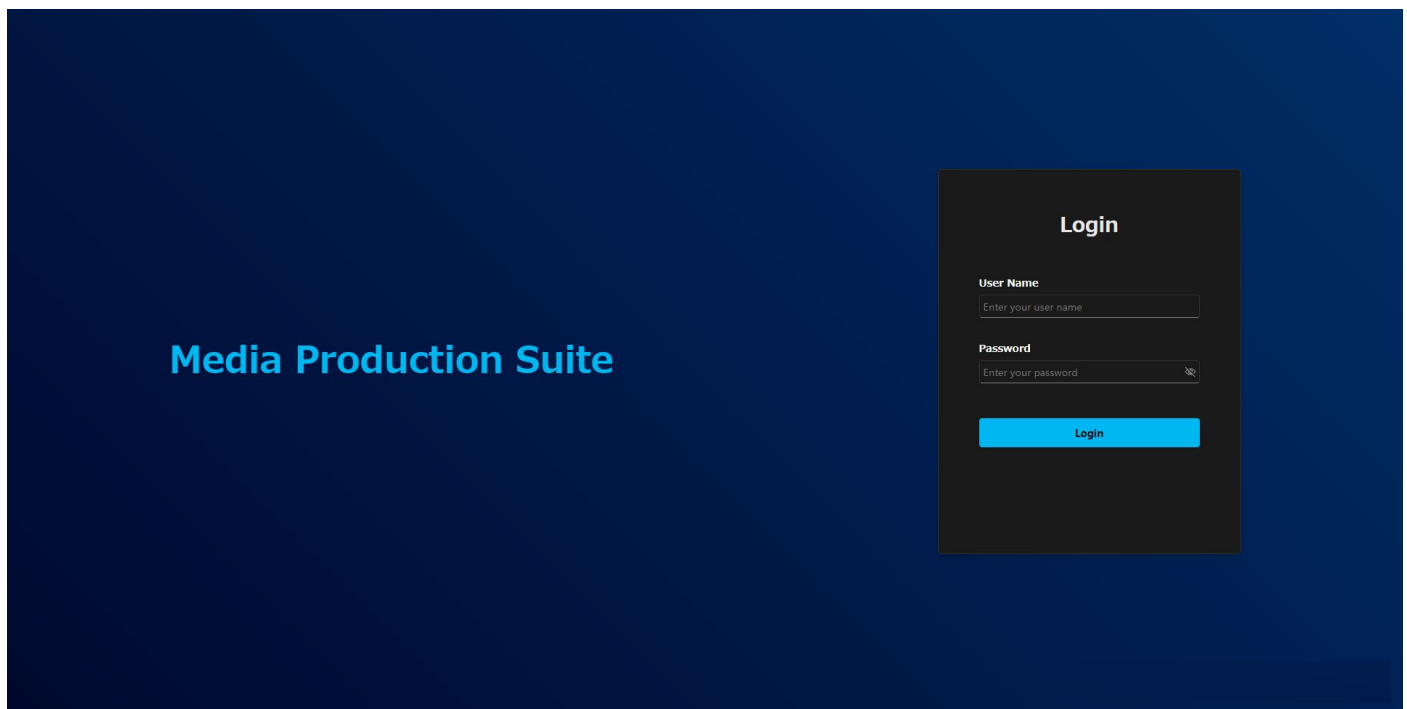 Media Production Suite
Login
User Name
Enter your user name
Password
Enter your password
Login